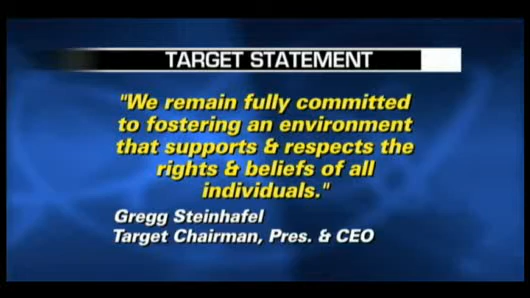 TARGET STATEMENT
"We remain fully committed
to fostering an environment
that supports & respects the
rights & beliefs of all
individuals."
Gregg Steinhafel
Target Chairman, Pres. & CEO